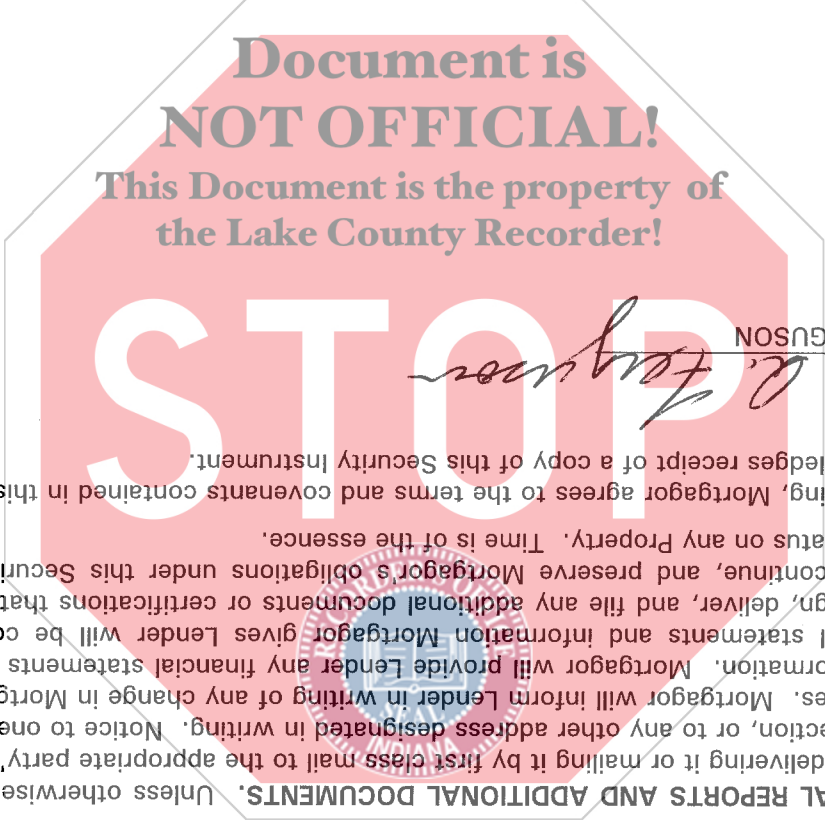 Document is
NOT OFFICIAL!
This Document is the property of
the Lake County Recorder!
STOP
RECORDER'S OFFICE
SEAL
INDIANA
AL REPORTS AND ADDITIONAL DOCUMENTS. Unless otherwise
delivering it or mailing it by first class mail to the appropriate party'
ection, or to any other address designated in writing. Notice to one
es. Mortgagor will inform Lender in writing of any change in Mortg
ormation. Mortgagor will provide Lender any financial statements
l statements and information Mortgagor gives Lender will be co
gn, deliver, and file any additional documents or certifications that
continue, and preserve Mortgagor's obligations under this Securi
atus on any Property. Time is of the essence.
ing, Mortgagor agrees to the terms and covenants contained in this
ledges receipt of a copy of this Security Instrument.
R. Ferguson
GUSON